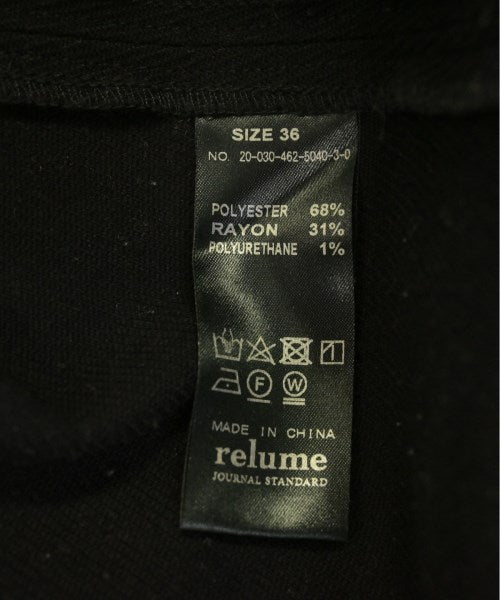 SIZE 36
NO. 20-030-462-5040-3-0
POLYESTER 68%
RAYON 31%
POLYURETHANE 1%
F W
MADE IN CHINA
relume
JOURNAL STANDARD